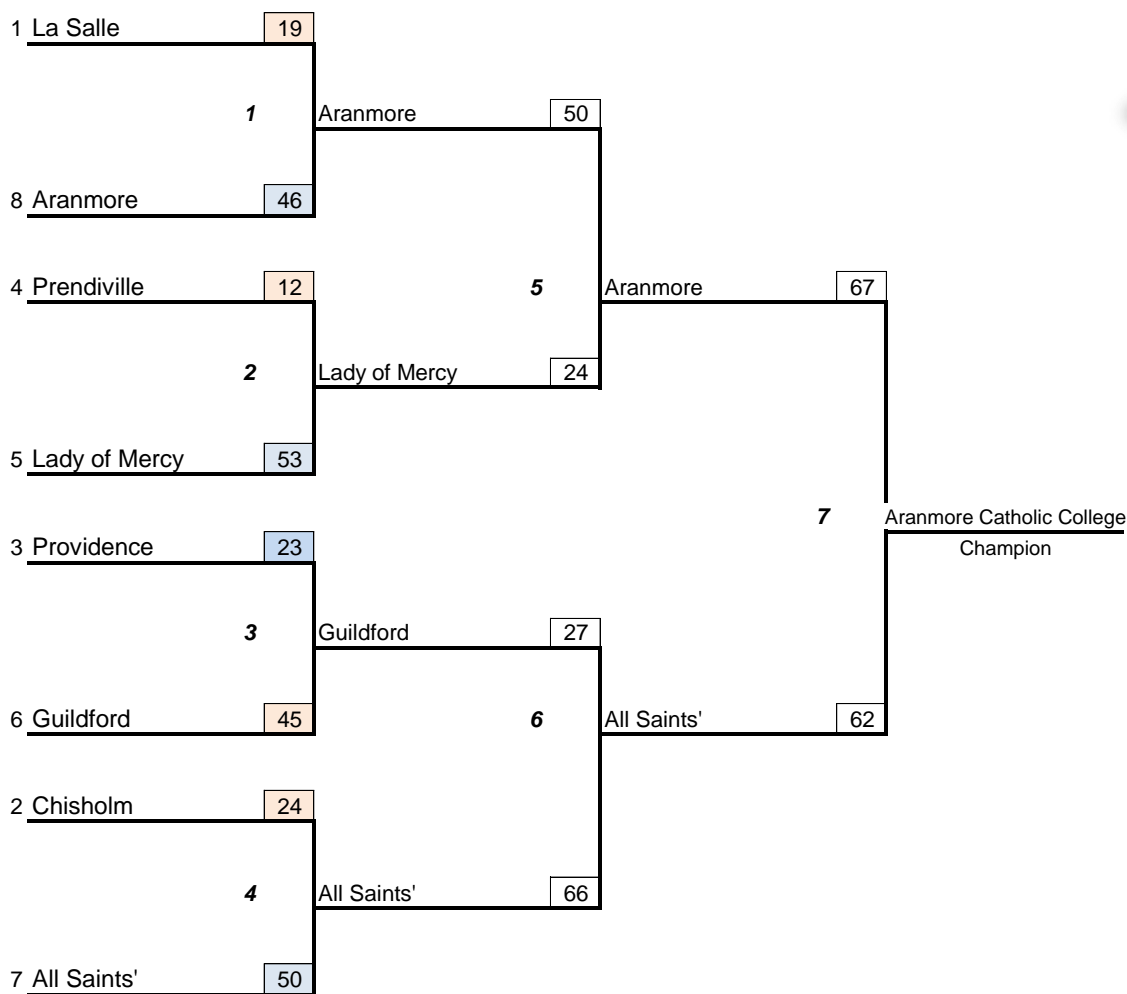 1 La Salle 19
1 Aranmore 50
8 Aranmore 46
4 Prendiville 12
5 Aranmore 67
2 Lady of Mercy 24
5 Lady of Mercy 53
7 Aranmore Catholic College
3 Providence 23
Champion
3 Guildford 27
6 Guildford 45
6 All Saints' 62
2 Chisholm 24
4 All Saints' 66
7 All Saints' 50